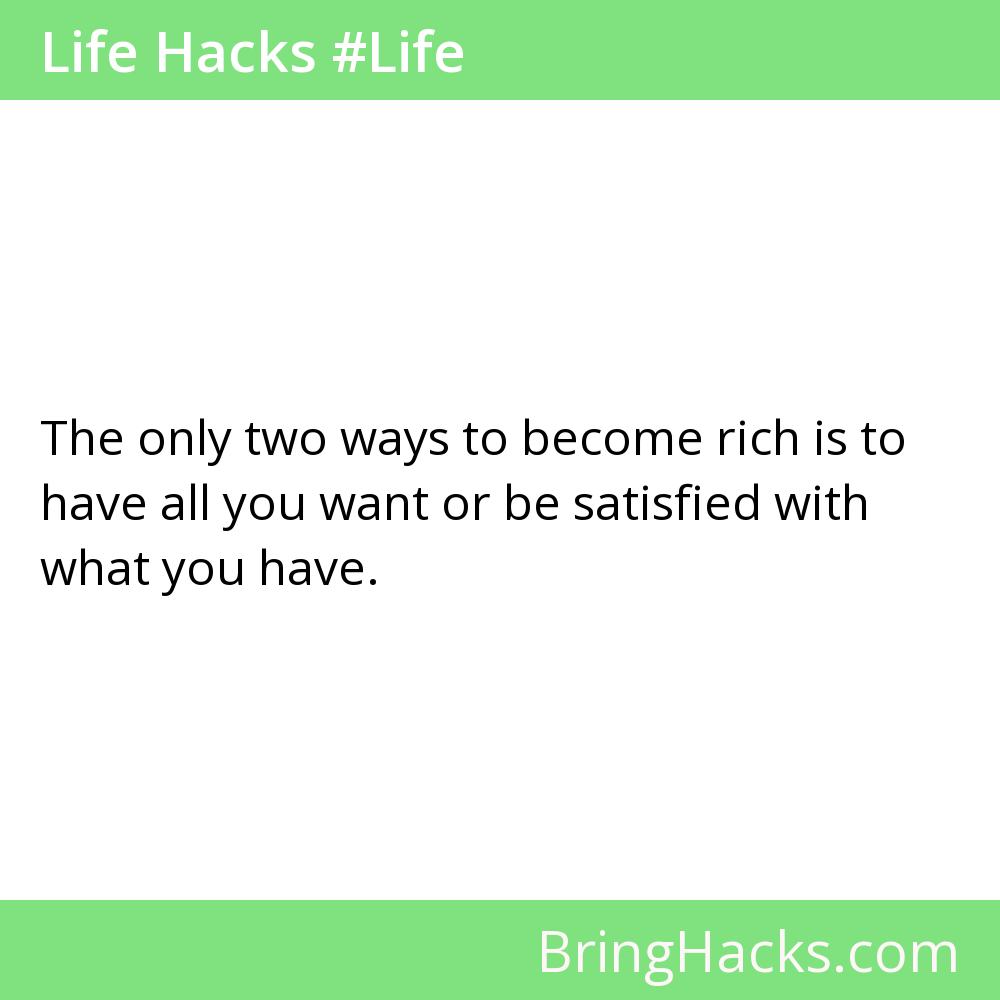 Life Hacks #Life
The only two ways to become rich is to
have all you want or be satisfied with
what you have.
BringHacks.com